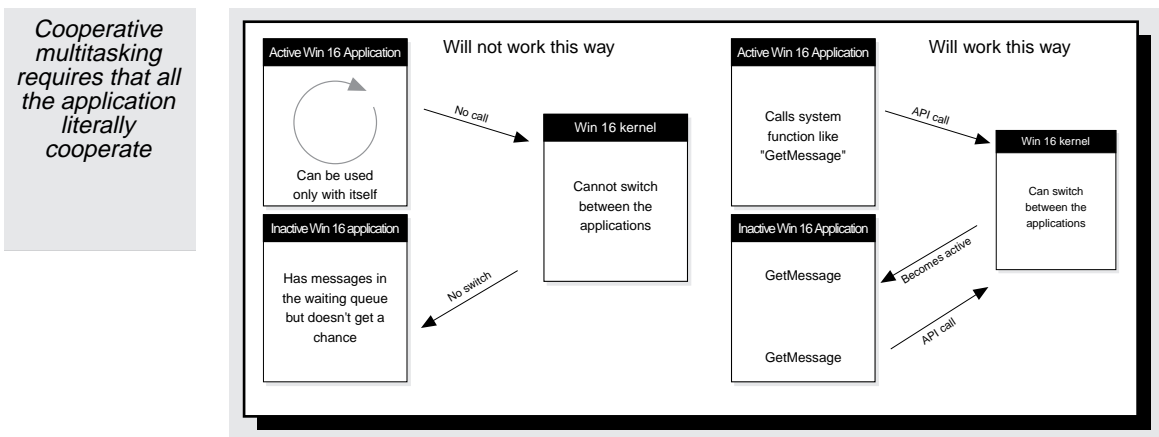 Cooperative
multitasking
requires that all
the application
literally
cooperate
Will not work this way
Active Win 16 Application
Can be used
only with itself
No call
Win 16 kernel
Cannot switch
between the
applications
No switch
Inactive Win 16 application
Has messages in
the waiting queue
but doesn't get a
chance
Will work this way
Active Win 16 Application
Calls system
function like
"GetMessage"
API call
Win 16 kernel
Can switch
between the
applications
Becomes active
Inactive Win 16 Application
GetMessage
GetMessage
API call